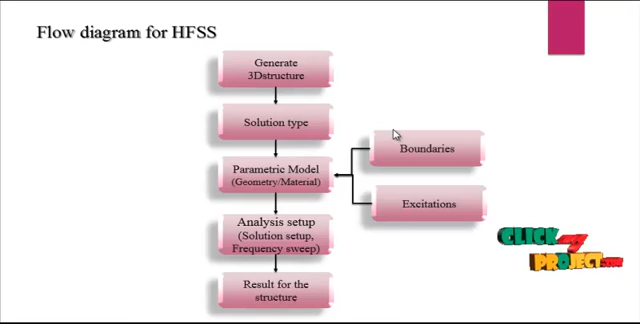 Flow diagram for HFSS
Generate
3Dstructure
Solution type
Parametric Model
(Geometry/Material)
Boundaries
Excitations
Analysis setup
(Solution setup,
Frequency sweep)
Result for the
structure
CLICK
PROJECT.com